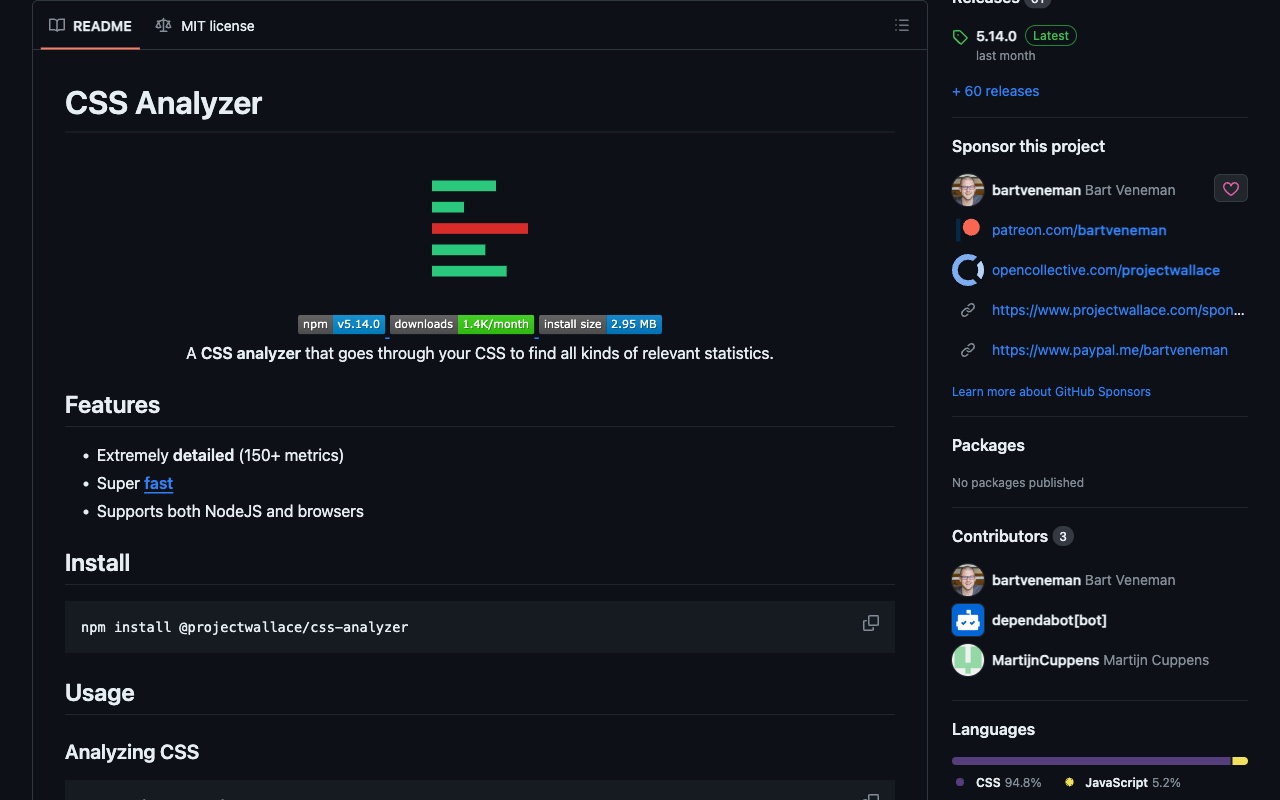 README
MIT license
CSS Analyzer
npm v5.14.0 downloads 1.4K/month install size 2.95 MB
A CSS analyzer that goes through your CSS to find all kinds of relevant statistics.
Features
• Extremely detailed (150+ metrics)
• Super fast
• Supports both NodeJS and browsers
Install
npm install @projectwallace/css-analyzer
Usage
Analyzing CSS
Releases 61
5.14.0 Latest
last month
+ 60 releases
Sponsor this project
bartveneman Bart Veneman
patreon.com/bartveneman
opencollective.com/projectwallace
https://www.projectwallace.com/spon...
https://www.paypal.me/bartveneman
Learn more about GitHub Sponsors
Packages
No packages published
Contributors 3
bartveneman Bart Veneman
dependabot[bot]
MartijnCuppens Martijn Cuppens
Languages
CSS 94.8% JavaScript 5.2%